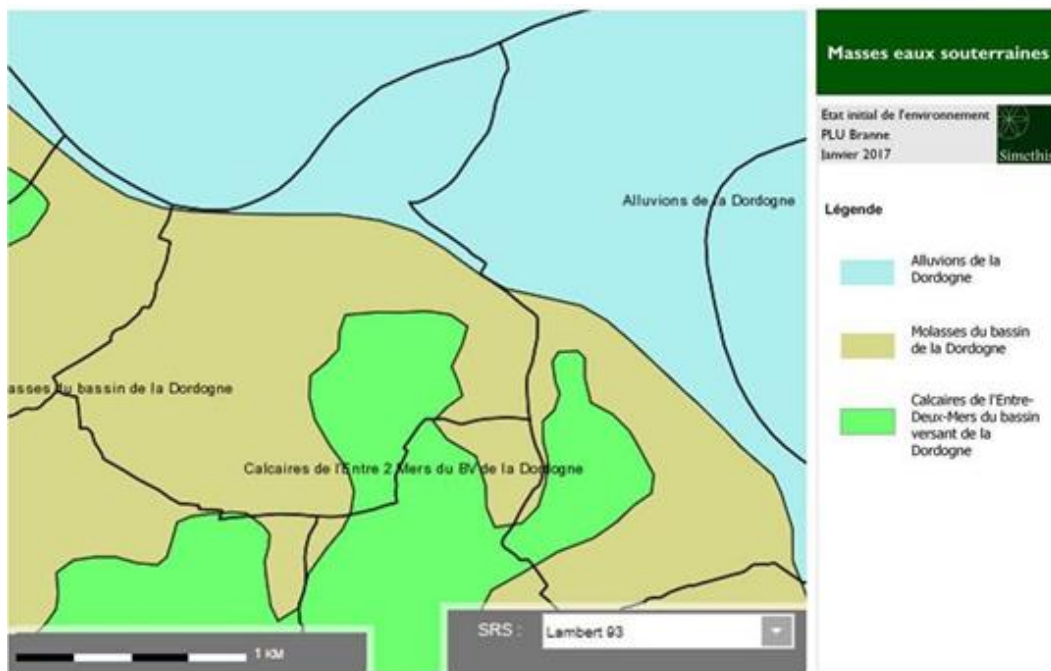 Masses eaux souterraines
Etat initial de l'environnement
PLU Branne
Janvier 2017
Simethis
Légende
Alluvions de la
Dordogne
Molasses du bassin
de la Dordogne
Calcaires de l'Entre-
Deux-Mers du bassin
versant de la
Dordogne
Alluvions de la Dordogne
asses du bassin de la Dordogne
Calcaires de l'Entre 2 Mers du BV de la Dordogne
1 KM
SRS :
Lambert 93